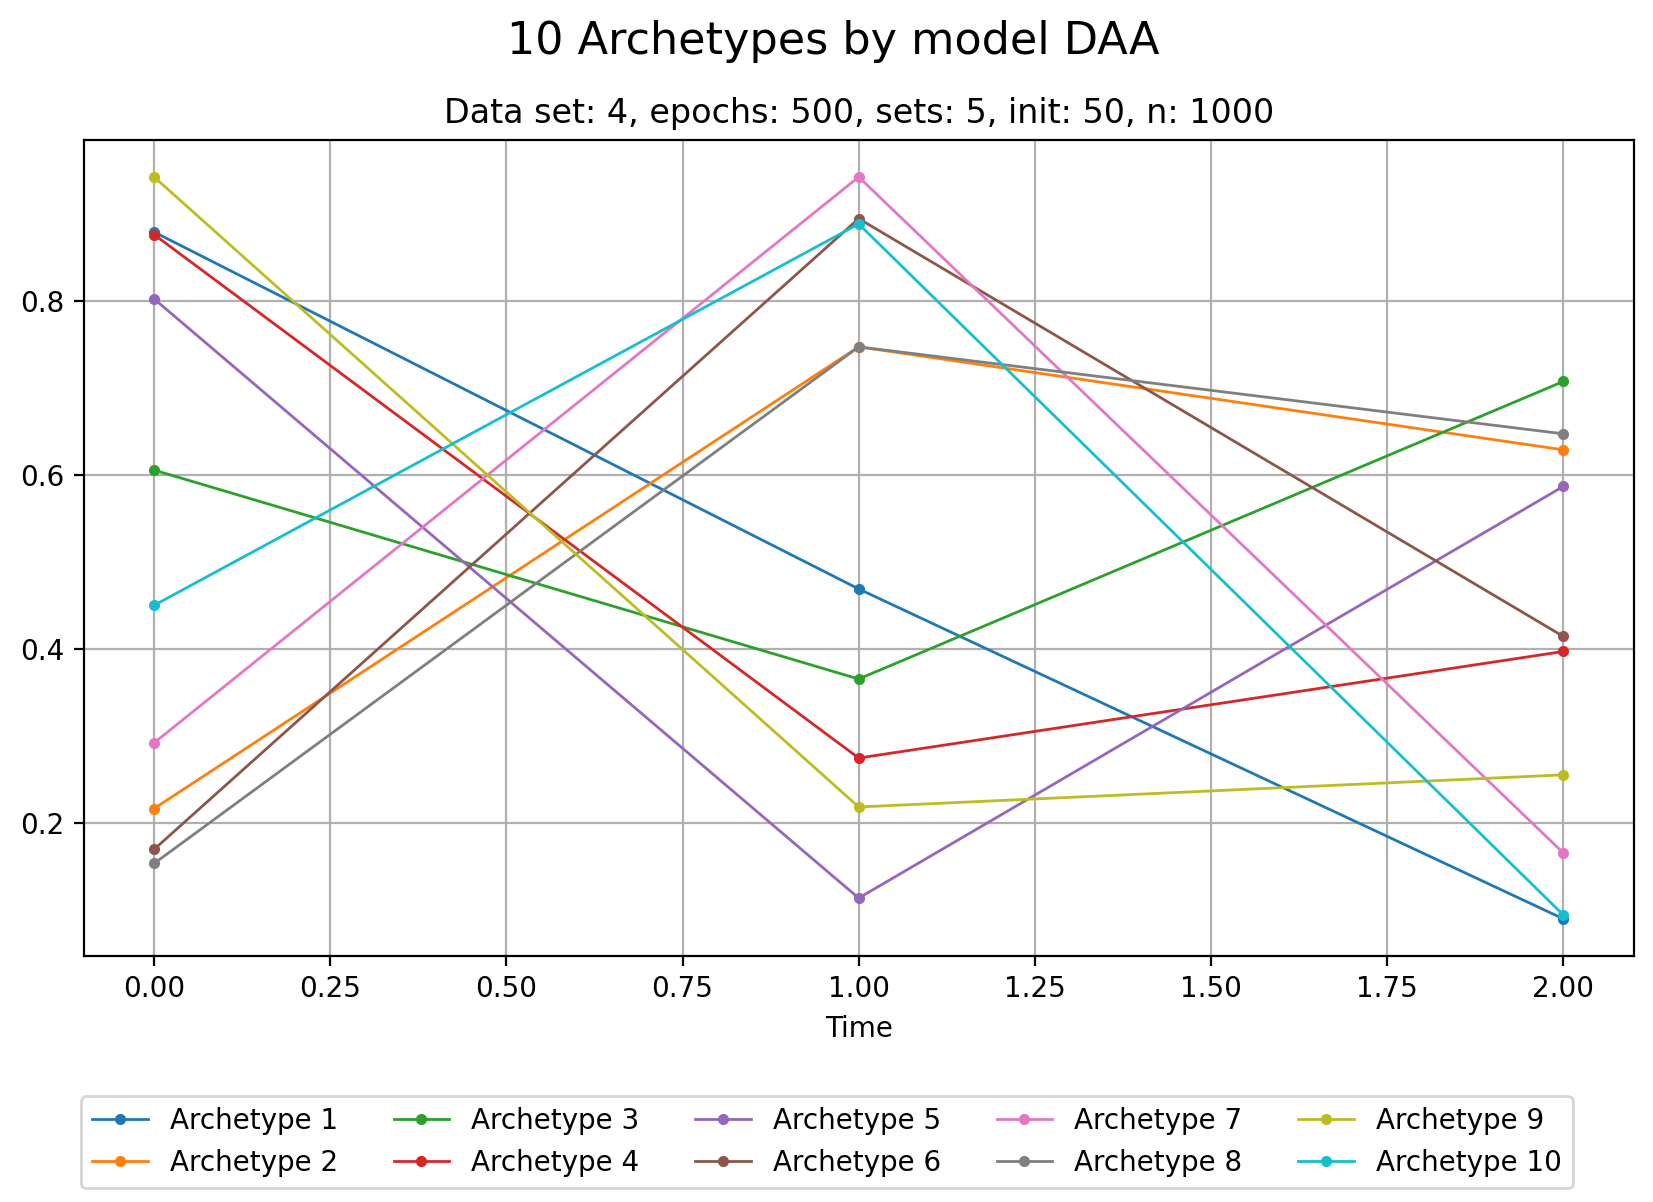 10 Archetypes by model DAA
Data set: 4, epochs: 500, sets: 5, init: 50, n: 1000
0.8
0.6
0.4
0.2
0.00 0.25 0.50 0.75 1.00 1.25 1.50 1.75 2.00
Time
Archetype 1 Archetype 3 Archetype 5 Archetype 7 Archetype 9
Archetype 2 Archetype 4 Archetype 6 Archetype 8 Archetype 10